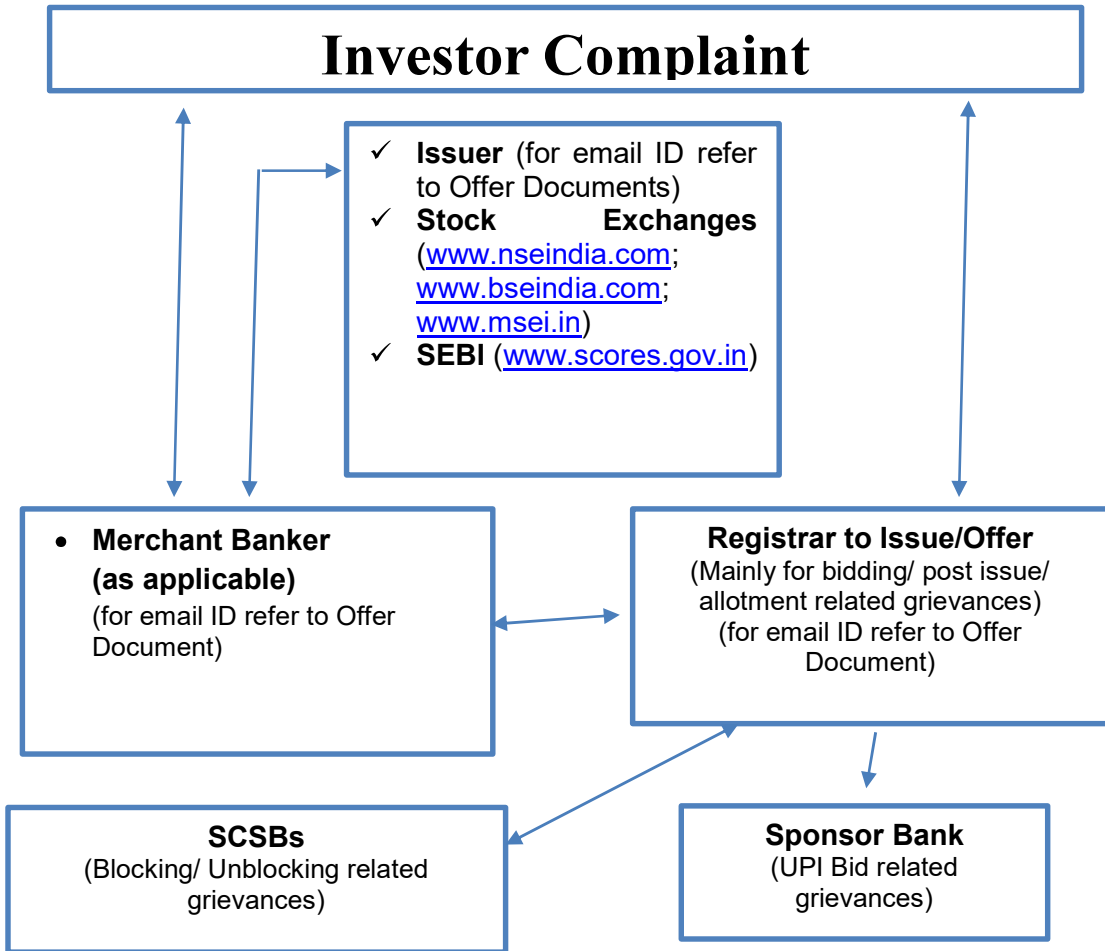 Investor Complaint
✓ Issuer (for email ID refer
to Offer Documents)
✓ Stock Exchanges
(www.nseindia.com;
www.bseindia.com;
www.msei.in)
✓ SEBI (www.scores.gov.in)
• Merchant Banker
(as applicable)
(for email ID refer to Offer
Document)
Registrar to Issue/Offer
(Mainly for bidding/ post issue/
allotment related grievances)
(for email ID refer to Offer
Document)
SCSBs
(Blocking/ Unblocking related
grievances)
Sponsor Bank
(UPI Bid related
grievances)